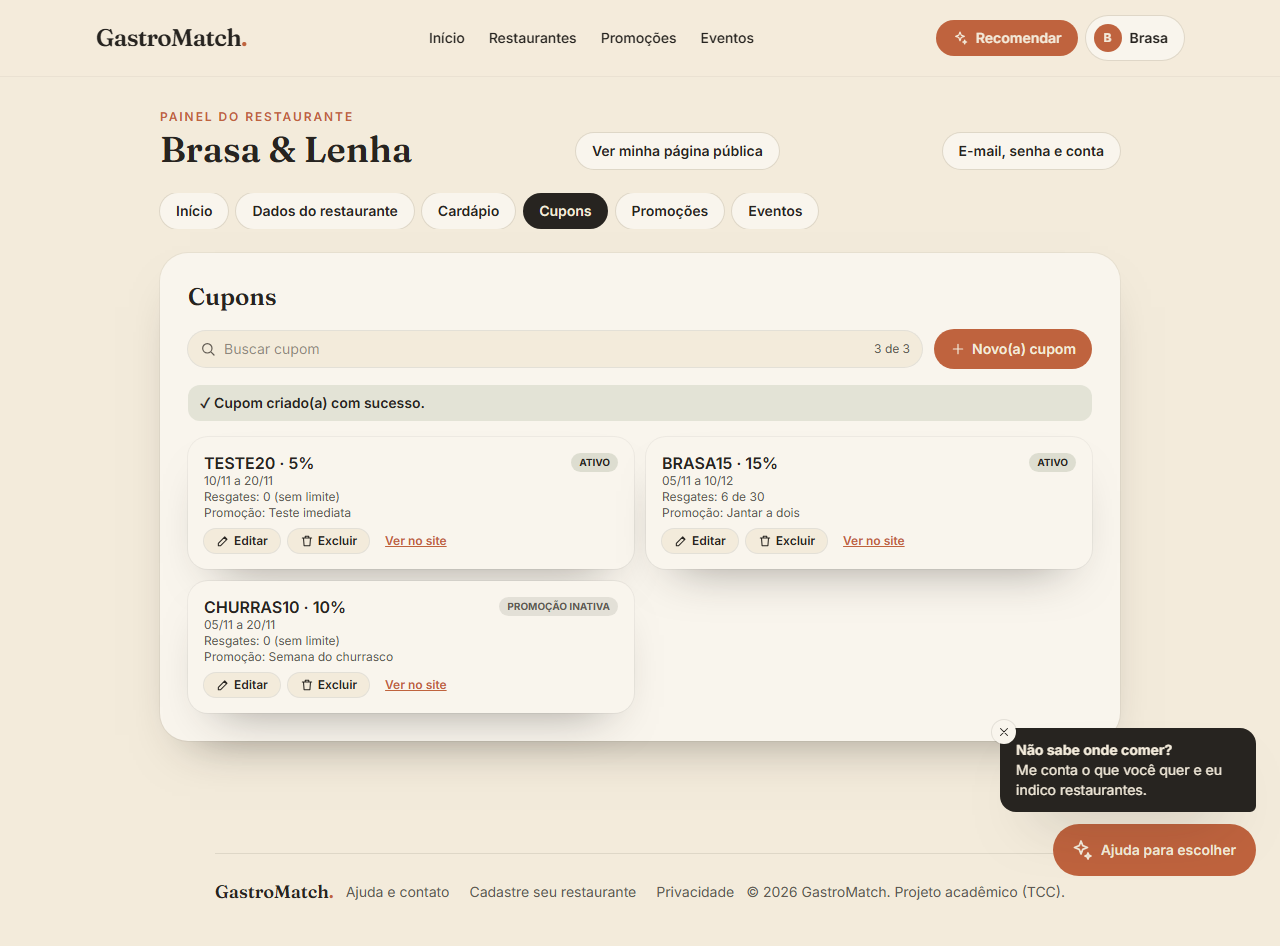 GastroMatch.
Início Restaurantes Promoções Eventos
Recomendar
B Brasa
PAINEL DO RESTAURANTE
Brasa & Lenha
Ver minha página pública
E-mail, senha e conta
Início Dados do restaurante Cardápio Cupons Promoções Eventos
Cupons
Buscar cupom 3 de 3
+ Novo(a) cupom
✓ Cupom criado(a) com sucesso.
TESTE20 · 5% ATIVO
10/11 a 20/11
Resgates: 0 (sem limite)
Promoção: Teste imediata
Editar Excluir Ver no site
BRASA15 · 15% ATIVO
05/11 a 10/12
Resgates: 6 de 30
Promoção: Jantar a dois
Editar Excluir Ver no site
CHURRAS10 · 10% PROMOÇÃO INATIVA
05/11 a 20/11
Resgates: 0 (sem limite)
Promoção: Semana do churrasco
Editar Excluir Ver no site
Não sabe onde comer?
Me conta o que você quer e eu
indico restaurantes.
Ajuda para escolher
GastroMatch. Ajuda e contato Cadastre seu restaurante Privacidade © 2026 GastroMatch. Projeto acadêmico (TCC).